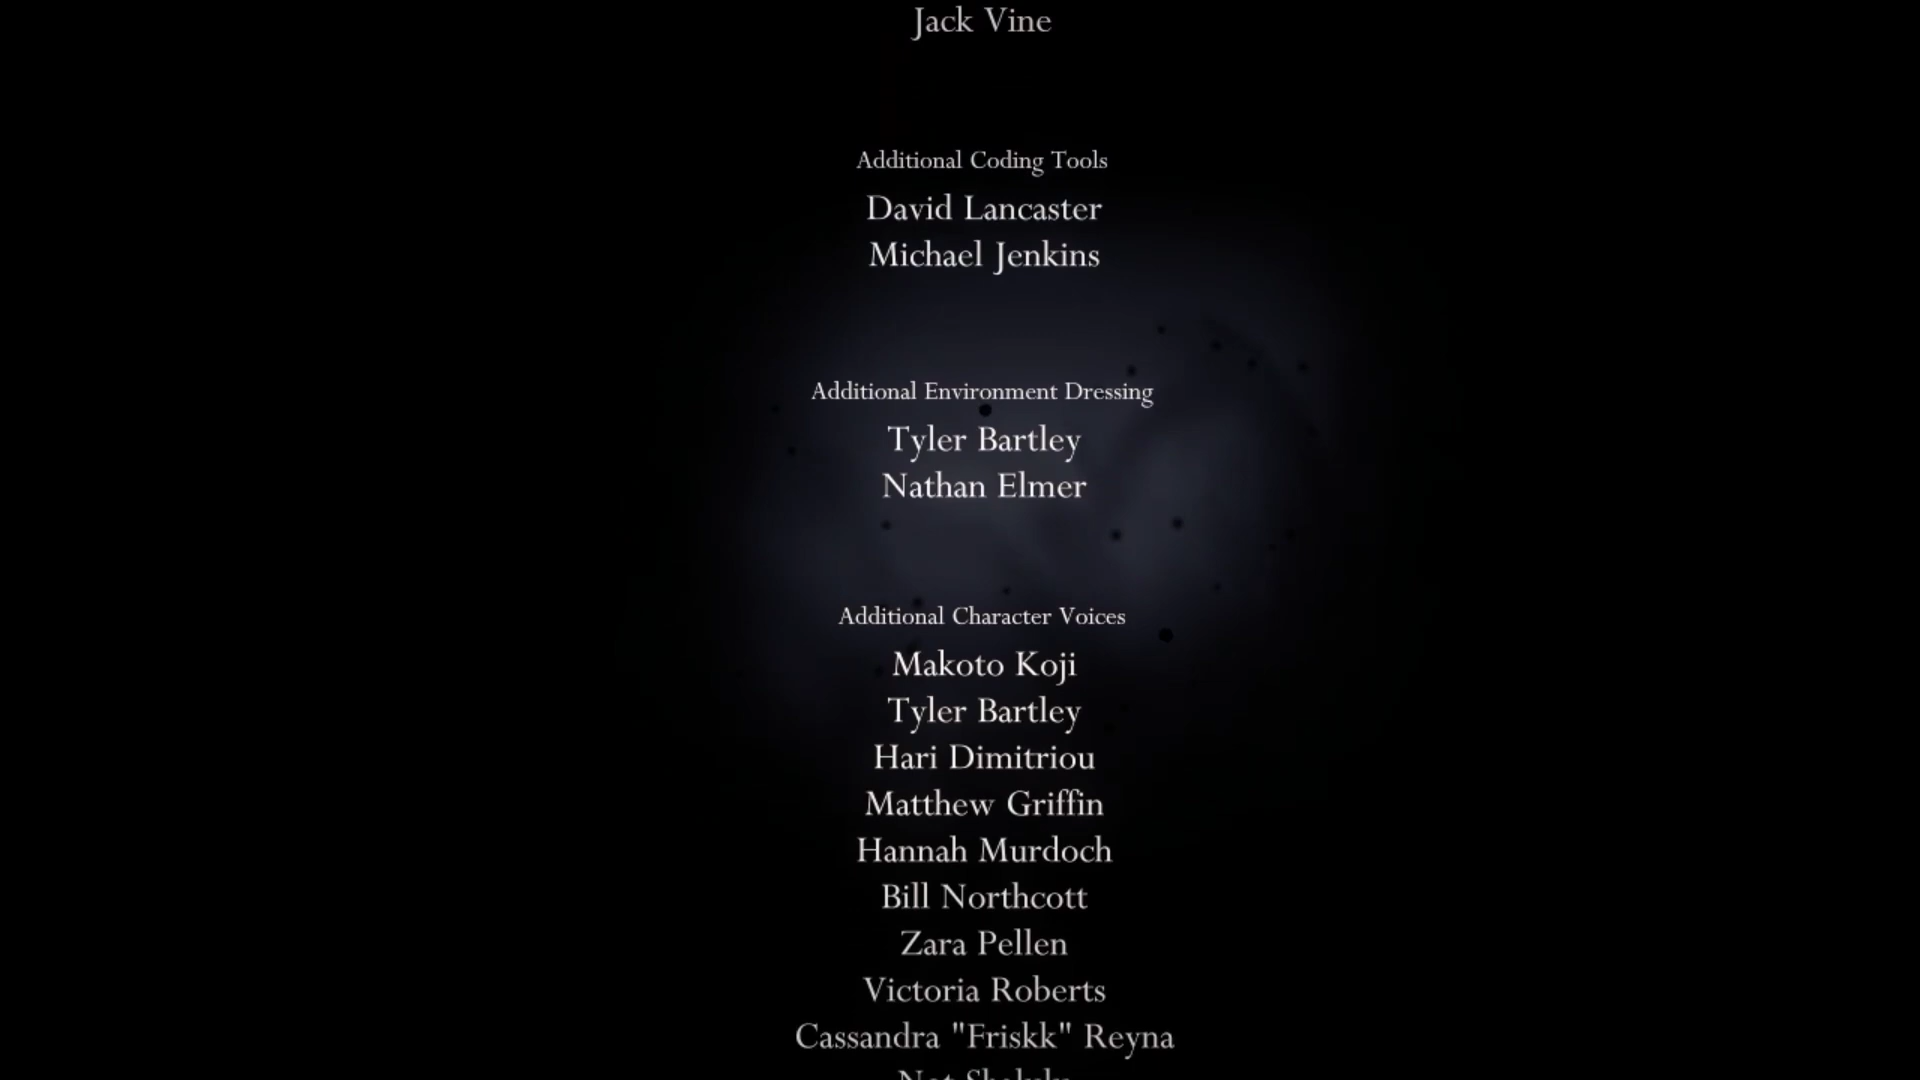 Jack Vine
Additional Coding Tools
David Lancaster
Michael Jenkins
Additional Environment Dressing
Tyler Bartley
Nathan Elmer
Additional Character Voices
Makoto Koji
Tyler Bartley
Hari Dimitriou
Matthew Griffin
Hannah Murdoch
Bill Northcott
Zara Pellen
Victoria Roberts
Cassandra "Friskk" Reyna